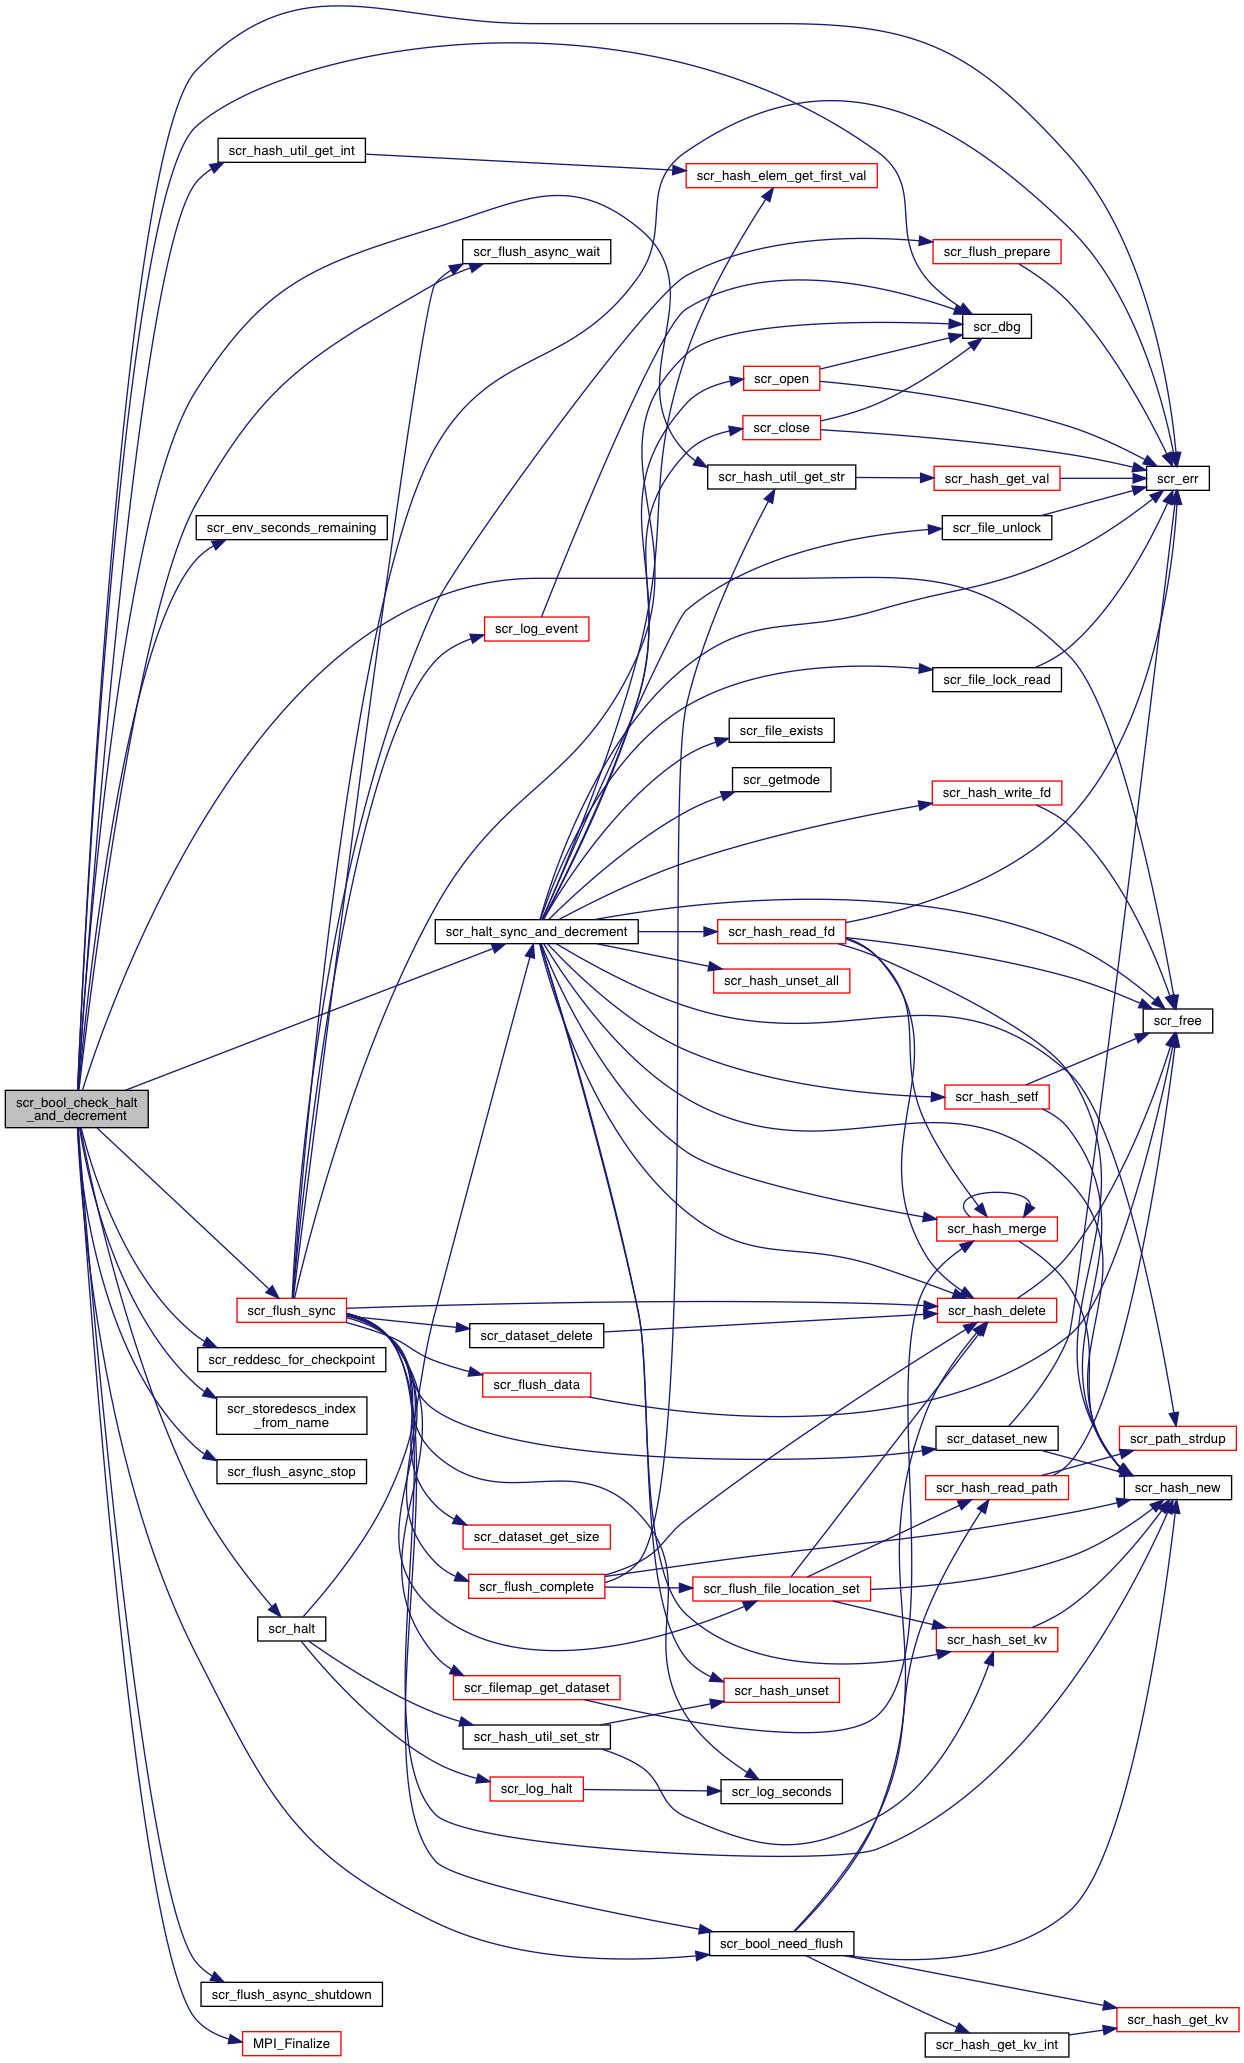 scr_hash_util_get_int
scr_hash_elem_get_first_val
scr_flush_async_wait
scr_flush_prepare
scr_dbg
scr_open
scr_close
scr_hash_util_get_str
scr_hash_get_val
scr_err
scr_env_seconds_remaining
scr_file_unlock
scr_log_event
scr_file_lock_read
scr_file_exists
scr_getmode
scr_hash_write_fd
scr_halt_sync_and_decrement
scr_hash_read_fd
scr_hash_unset_all
scr_free
scr_bool_check_halt
_and_decrement
scr_hash_setf
scr_hash_merge
scr_flush_sync
scr_hash_delete
scr_dataset_delete
scr_reddesc_for_checkpoint
scr_flush_data
scr_storedescs_index
_from_name
scr_dataset_new
scr_path_strdup
scr_flush_async_stop
scr_hash_read_path
scr_hash_new
scr_dataset_get_size
scr_flush_complete
scr_flush_file_location_set
scr_halt
scr_hash_set_kv
scr_filemap_get_dataset
scr_hash_unset
scr_hash_util_set_str
scr_log_halt
scr_log_seconds
scr_bool_need_flush
scr_flush_async_shutdown
scr_hash_get_kv
MPI_Finalize
scr_hash_get_kv_int